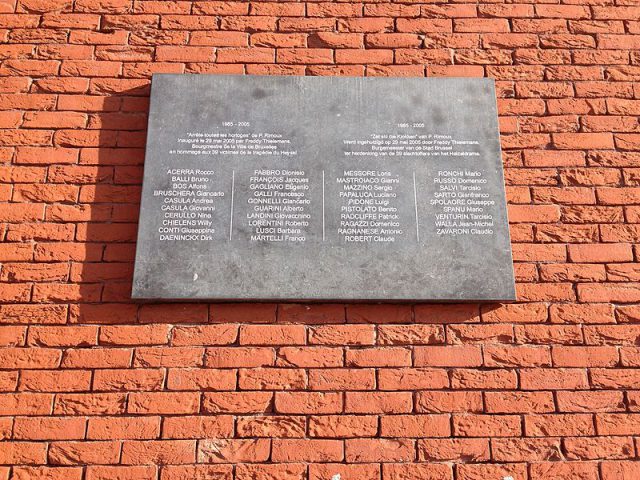 1985 - 2005
"Arrête toutes les horloges" de P. Rimoux
Inauguré le 29 mai 2005 par Freddy Thielemans,
Bourgmestre de la Ville de Bruxelles
en hommage aux 39 victimes de la tragédie du Heysel
1985 - 2005
"Zet stil die Klokken" van P. Rimoux
Werd ingehuldigd op 29 mei 2005 door Freddy Thielemans,
Burgemeester van de Stad Brussel
ter herdenking van de 39 slachtoffers van het Heizeldrama
ACERRA Rocco
BALLI Bruno
BOS Alfons
BRUSCHERA Giancarlo
CASULA Andrea
CASULA Giovanni
CERULLO Nino
CHIELENS Willy
CONTI Giuseppina
DAENINCKX Dirk
FABBRO Dionisio
FRANÇOIS Jacques
GAGLIANO Eugenio
GALLI Francesco
GONNELLI Giancarlo
GUARINI Alberto
LANDINI Giovacchino
LORENTINI Roberto
LUSCI Barbara
MARTELLI Franco
MESSORE Loris
MASTROIACO Gianni
MAZZINO Sergio
PAPALUCA Luciano
PIDONE Luigi
PISTOLATO Benito
RADCLIFFE Patrick
RAGAZZI Domenico
RAGNANESE Antonio
ROBERT Claude
RONCHI Mario
RUSSO Domenico
SALVI Tarcisio
SARTO Gianfranco
SPOLAORE Giuseppe
SPANU Mario
VENTURIN Tarcisio
WALLA Jean-Michel
ZAVARONI Claudio